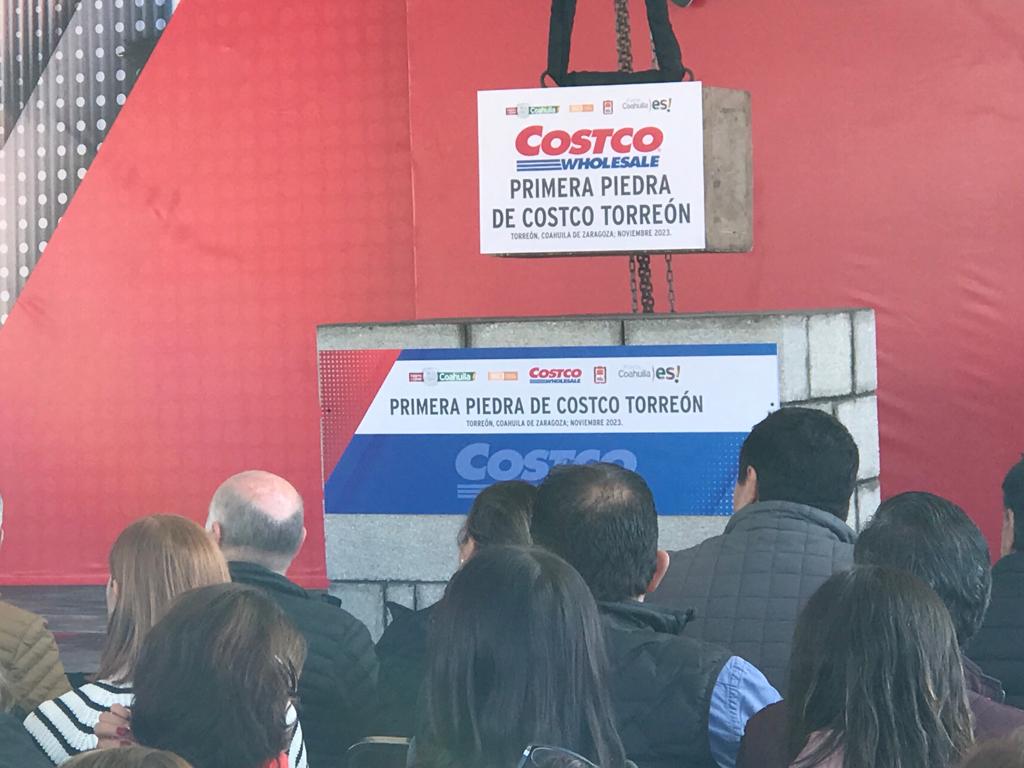 Coahuila
Coahuila es!
COSTCO
WHOLESALE
PRIMERA PIEDRA
DE COSTCO TORREÓN
TORREÓN, COAHUILA DE ZARAGOZA; NOVIEMBRE 2023.
Coahuila
COSTCO
WHOLESALE
Coahuila es!
PRIMERA PIEDRA DE COSTCO TORREÓN
TORREÓN, COAHUILA DE ZARAGOZA; NOVIEMBRE 2023.
COSTCO